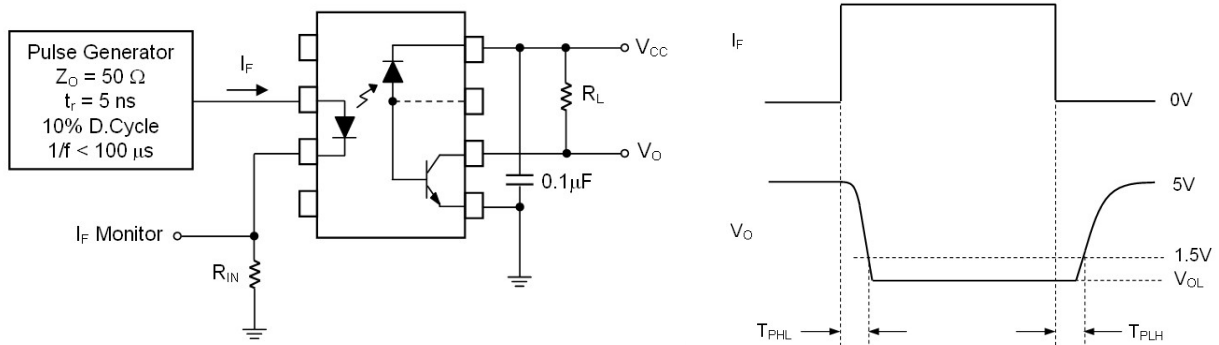 Pulse Generator
Z_O = 50 Ω
t_r = 5 ns
10% D.Cycle
1/f < 100 μs
I_F
V_CC
R_L
V_O
0.1μF
I_F Monitor
R_IN
I_F
0V
5V
V_O
1.5V
V_OL
T_PHL
T_PLH